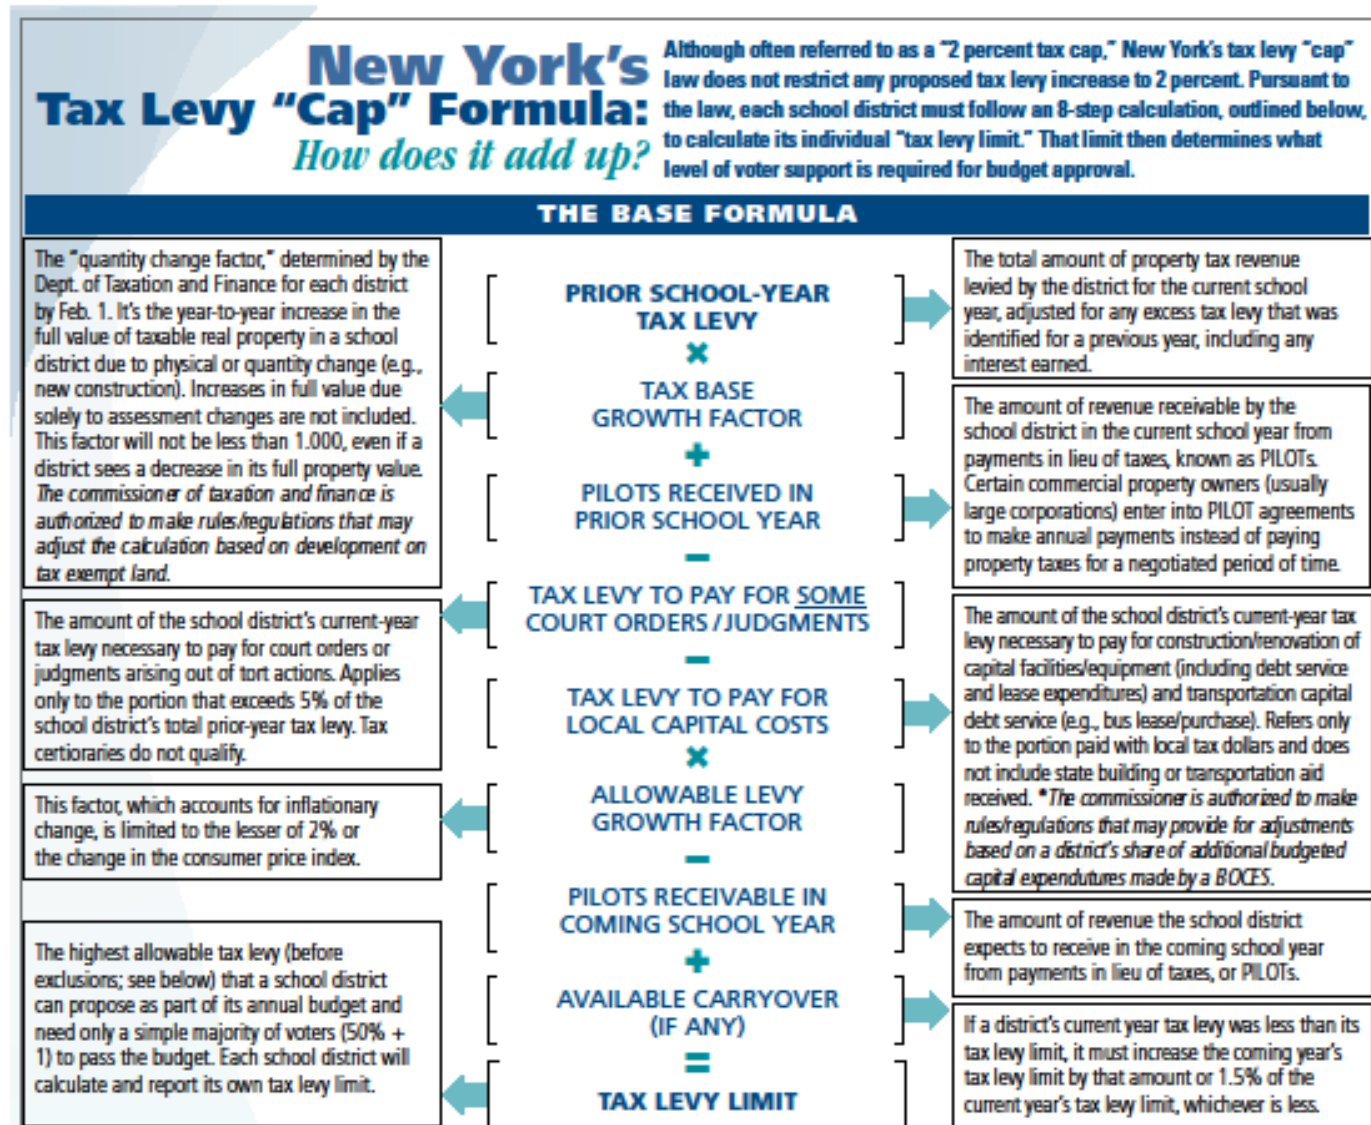 New York's
Tax Levy "Cap" Formula:
How does it add up?
Although often referred to as a "2 percent tax cap," New York's tax levy "cap"
law does not restrict any proposed tax levy increase to 2 percent. Pursuant to
the law, each school district must follow an 8-step calculation, outlined below,
to calculate its individual "tax levy limit." That limit then determines what
level of voter support is required for budget approval.
THE BASE FORMULA
The "quantity change factor," determined by the
Dept. of Taxation and Finance for each district
by Feb. 1. It's the year-to-year increase in the
full value of taxable real property in a school
district due to physical or quantity change (e.g.,
new construction). Increases in full value due
solely to assessment changes are not included.
This factor will not be less than 1.000, even if a
district sees a decrease in its full property value.
The commissioner of taxation and finance is
authorized to make rules/regulations that may
adjust the calculation based on development on
tax exempt land.
The amount of the school district's current-year
tax levy necessary to pay for court orders or
judgments arising out of tort actions. Applies
only to the portion that exceeds 5% of the
school district's total prior-year tax levy. Tax
certioraries do not qualify.
This factor, which accounts for inflationary
change, is limited to the lesser of 2% or
the change in the consumer price index.
The highest allowable tax levy (before
exclusions; see below) that a school district
can propose as part of its annual budget and
need only a simple majority of voters (50% +
1) to pass the budget. Each school district will
calculate and report its own tax levy limit.
PRIOR SCHOOL-YEAR
TAX LEVY
×
TAX BASE
GROWTH FACTOR
+
PILOTS RECEIVED IN
PRIOR SCHOOL YEAR
–
TAX LEVY TO PAY FOR SOME
COURT ORDERS/JUDGMENTS
–
TAX LEVY TO PAY FOR
LOCAL CAPITAL COSTS
×
ALLOWABLE LEVY
GROWTH FACTOR
–
PILOTS RECEIVABLE IN
COMING SCHOOL YEAR
+
AVAILABLE CARRYOVER
(IF ANY)
=
TAX LEVY LIMIT
The total amount of property tax revenue
levied by the district for the current school
year, adjusted for any excess tax levy that was
identified for a previous year, including any
interest earned.
The amount of revenue receivable by the
school district in the current school year from
payments in lieu of taxes, known as PILOTs.
Certain commercial property owners (usually
large corporations) enter into PILOT agreements
to make annual payments instead of paying
property taxes for a negotiated period of time.
The amount of the school district's current-year tax
levy necessary to pay for construction/renovation of
capital facilities/equipment (including debt service
and lease expenditures) and transportation capital
debt service (e.g., bus lease/purchase). Refers only
to the portion paid with local tax dollars and does
not include state building or transportation aid
received. *The commissioner is authorized to make
rules/regulations that may provide for adjustments
based on a district's share of additional budgeted
capital expendutures made by a BOCES.
The amount of revenue the school district
expects to receive in the coming school year
from payments in lieu of taxes, or PILOTs.
If a district's current year tax levy was less than its
tax levy limit, it must increase the coming year's
tax levy limit by that amount or 1.5% of the
current year's tax levy limit, whichever is less.